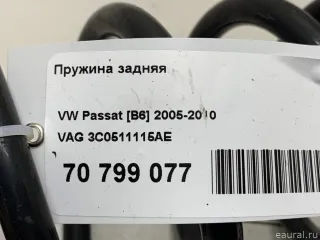 Пружина задняя
VW Passat [B6] 2005-2010
VAG 3C0511115AE
70 799 077
eaural.ru